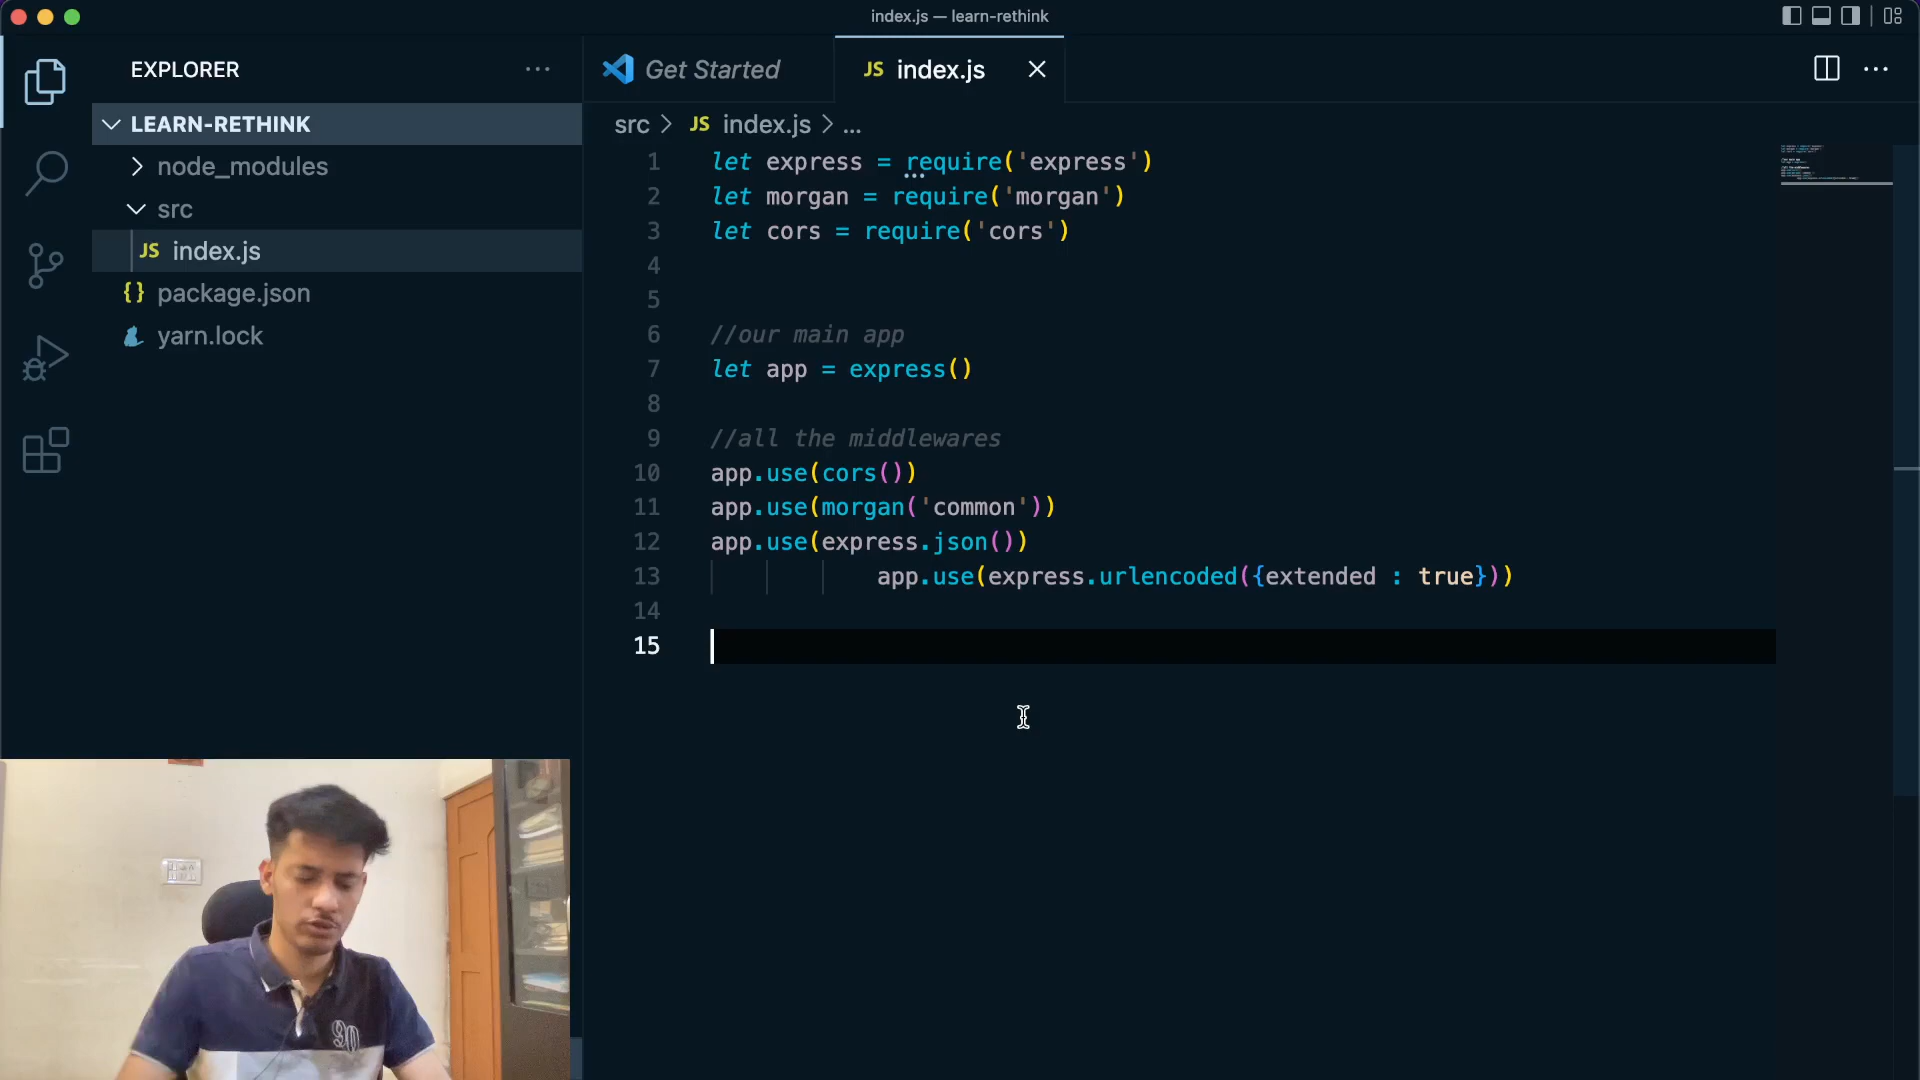 index.js — learn-rethink
EXPLORER
LEARN-RETHINK
node_modules
src
JS index.js
{} package.json
yarn.lock
Get Started
JS index.js
src > JS index.js > ...
1 let express = require('express')
2 let morgan = require('morgan')
3 let cors = require('cors')
4
5
6 //our main app
7 let app = express()
8
9 //all the middlewares
10 app.use(cors())
11 app.use(morgan('common'))
12 app.use(express.json())
13 app.use(express.urlencoded({extended : true}))
14
15